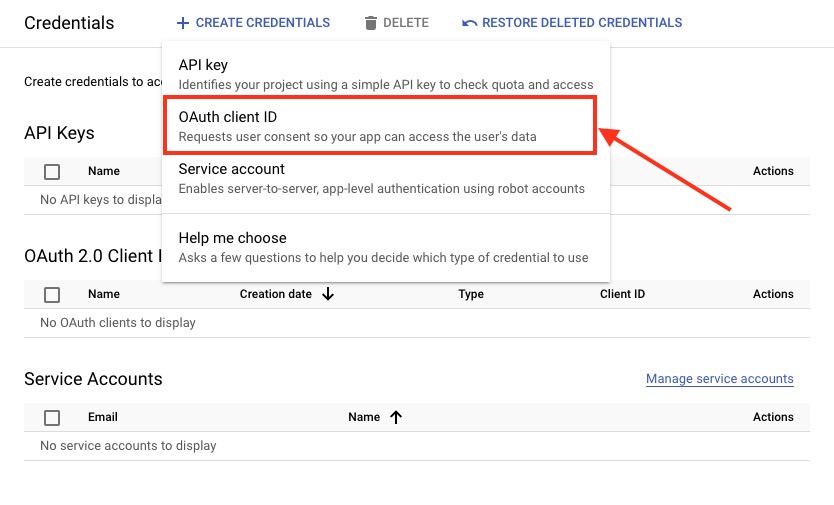 Credentials
CREATE CREDENTIALS
DELETE
RESTORE DELETED CREDENTIALS
Create credentials to
API key
Identifies your project using a simple API key to check quota and access
OAuth client ID
Requests user consent so your app can access the user's data
Service account
Enables server-to-server, app-level authentication using robot accounts
Help me choose
Asks a few questions to help you decide which type of credential to use
API Keys
Name
Actions
No API keys to displa
OAuth 2.0 Client I
Name
Creation date
Type
Client ID
Actions
No OAuth clients to display
Service Accounts
Manage service accounts
Email
Name
Actions
No service accounts to display